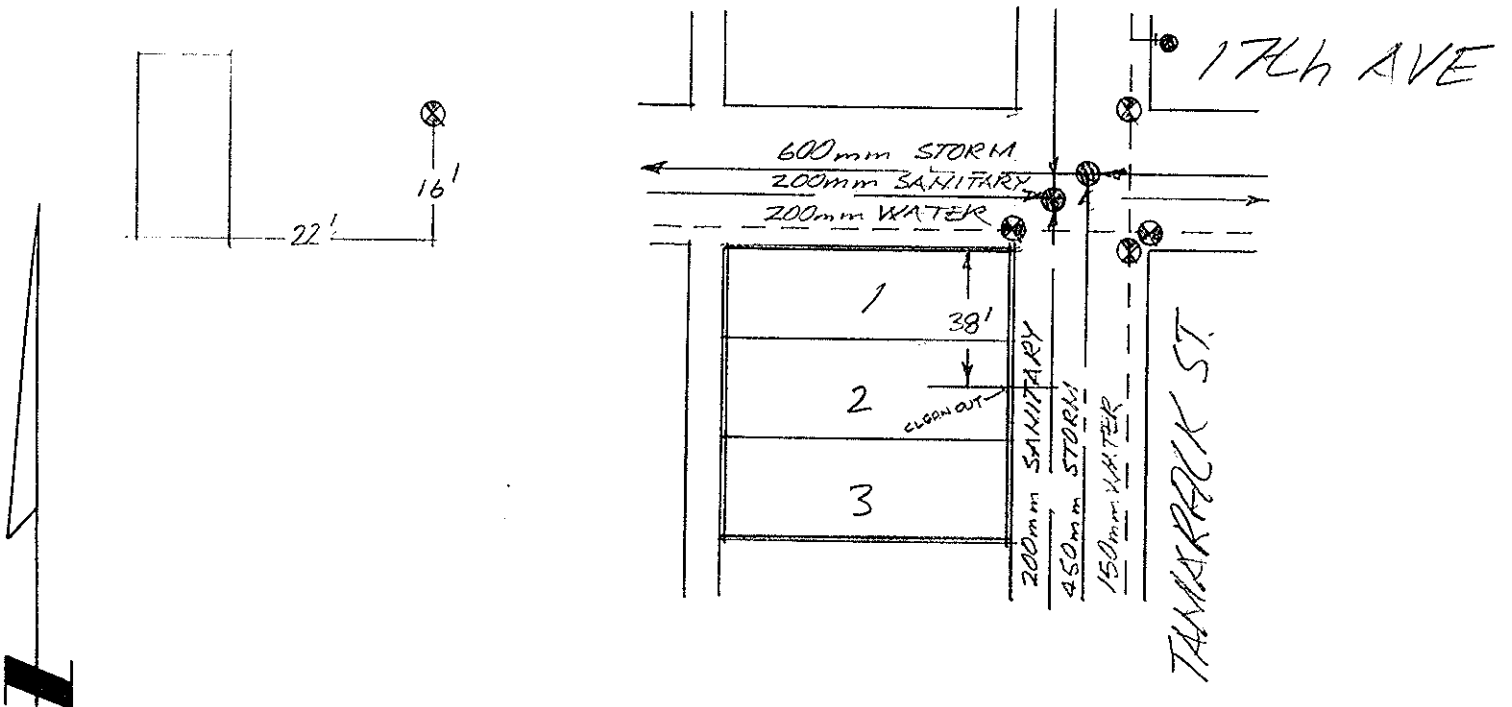 17th AVE
600mm STORM
200mm SANITARY
200mm WATER
16'
22'
1
38'
2
CLEAN OUT
3
200mm SANITARY
450mm STORM
150mm WATER
TAMARRACK ST.
N